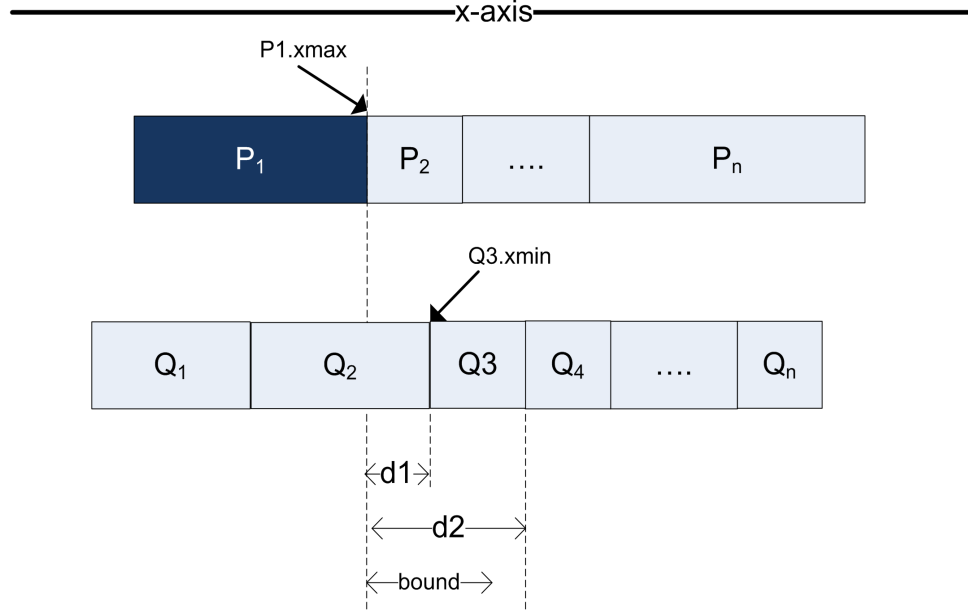 x-axis
P1.xmax
P₁ P₂ .... Pₙ
Q3.xmin
Q₁ Q₂ Q3 Q₄ .... Qₙ
d1
d2
bound